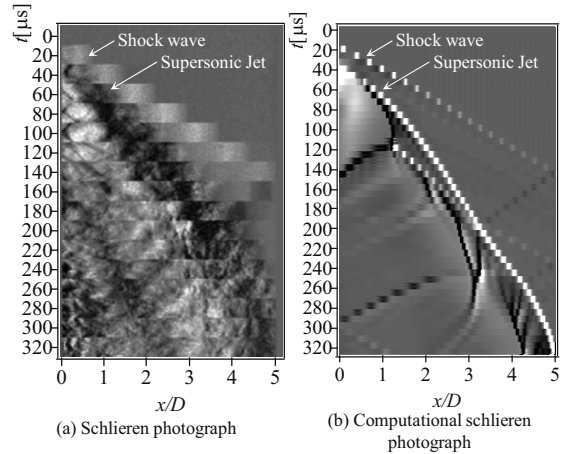 t[μs]
Shock wave
Supersonic Jet
0
20
40
60
80
100
120
140
160
180
200
220
240
260
280
300
320
0 1 2 3 4 5
x/D
(a) Schlieren photograph
t[μs]
Shock wave
Supersonic Jet
0
20
40
60
80
100
120
140
160
180
200
220
240
260
280
300
320
0 1 2 3 4 5
x/D
(b) Computational schlieren
photograph